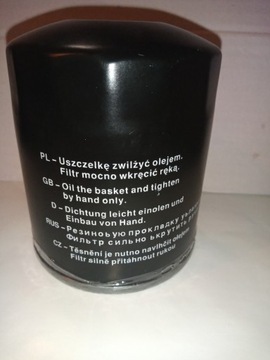 PL – Uszczelkę zwilżyć olejem.
Filtr mocno wkręcić ręką.
GB – Oil the basket and tighten
by hand only.
D – Dichtung leicht einolen und
Einbau von Hand.
RUS – Резиновую прокладку
Фильтр сильно вкрутить
CZ – Těsnění je nutno navlhčit olejem
Filtr silně přitáhnout rukou